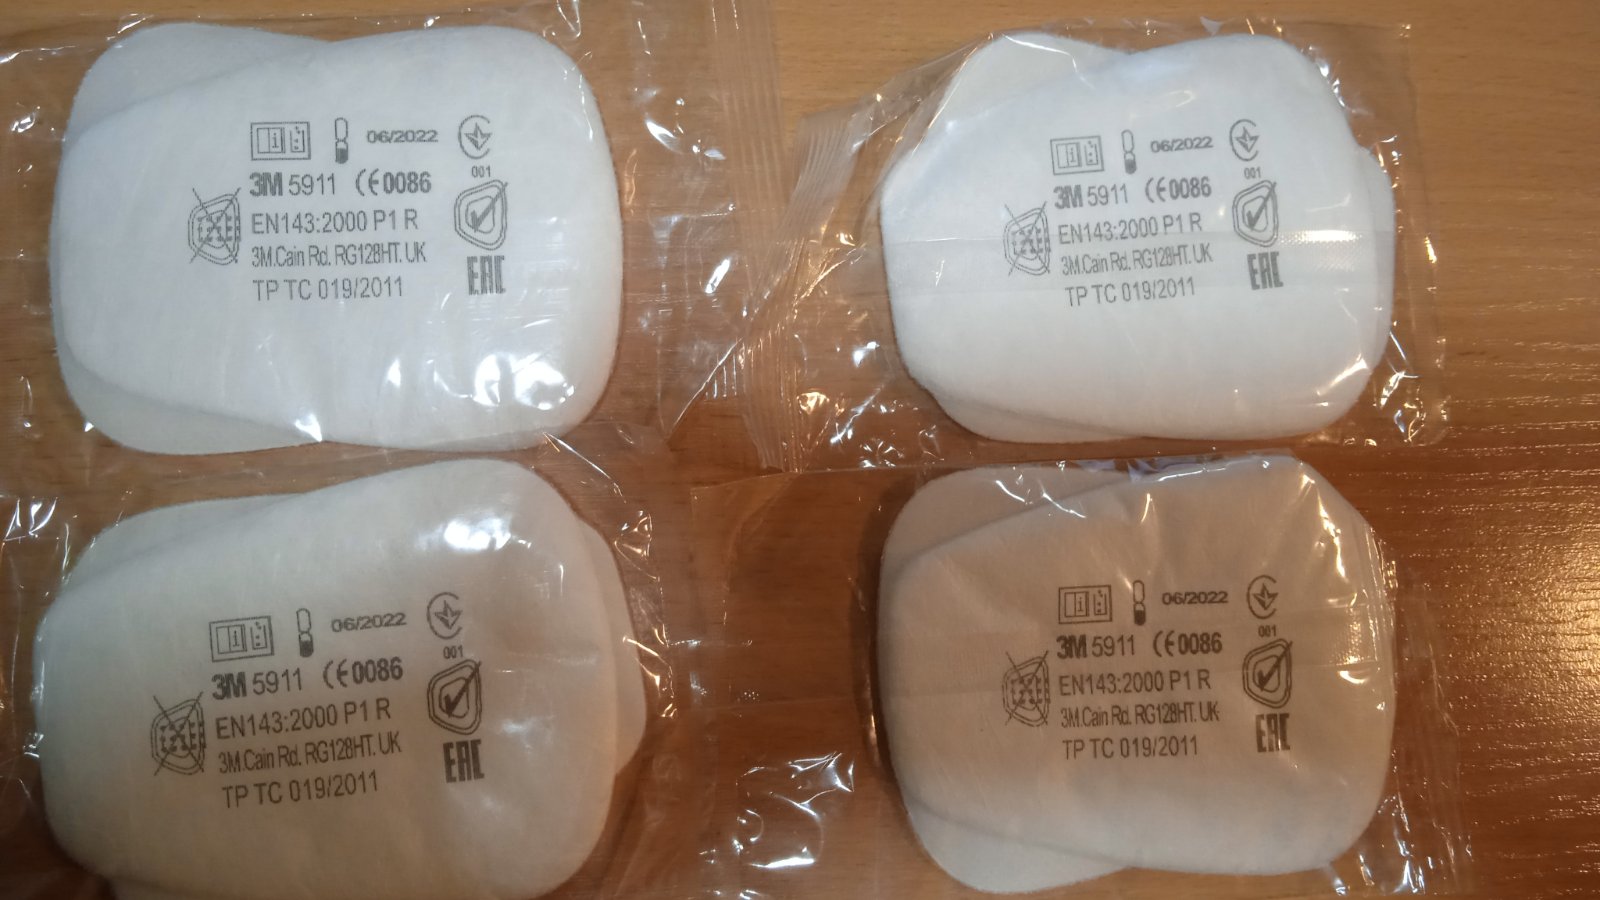 06/2022
001
3M 5911 CE0086
EN143:2000 P1 R
3M.Cain Rd. RG128HT. UK
EAC
TP TC 019/2011
06/2022
001
3M 5911 CE0086
EN143:2000 P1 R
3M.Cain Rd. RG128HT. UK
EAC
TP TC 019/2011
06/2022
001
3M 5911 CE0086
EN143:2000 P1 R
3M.Cain Rd. RG128HT. UK
EAC
TP TC 019/2011
06/2022
001
3M 5911 CE0086
EN143:2000 P1 R
3M.Cain Rd. RG128HT. UK
EAC
TP TC 019/2011